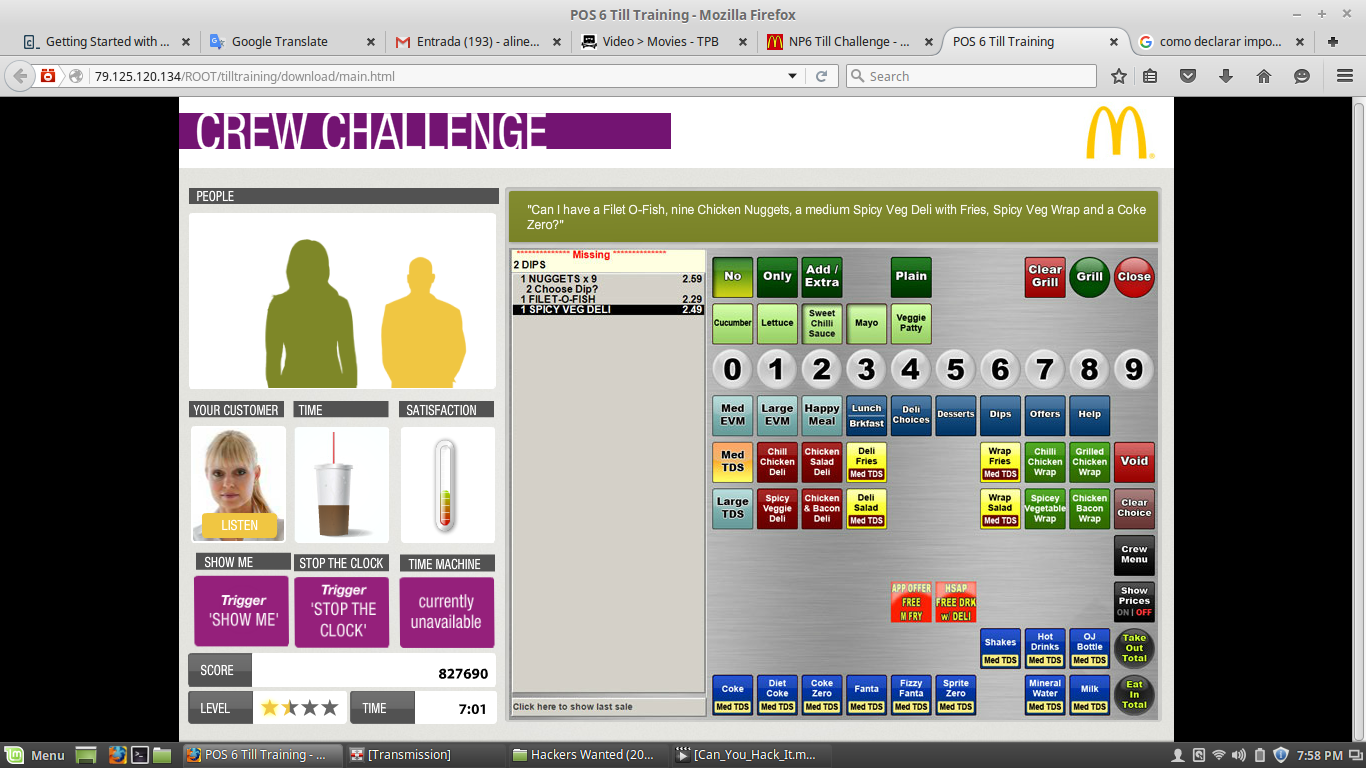 POS 6 Till Training - Mozilla Firefox
Getting Started with ...
Google Translate
Entrada (193) - aline...
Video > Movies - TPB
NP6 Till Challenge - ...
POS 6 Till Training
como declarar impo...
79.125.120.134/ROOT/tilltraining/download/main.html
Search
CREW CHALLENGE
PEOPLE
"Can I have a Filet O-Fish, nine Chicken Nuggets, a medium Spicy Veg Deli with Fries, Spicy Veg Wrap and a Coke
Zero?"
************** Missing **************
2 DIPS
1 NUGGETS x 9 2.59
2 Choose Dip?
1 FILET-O-FISH 2.29
1 SPICY VEG DELI 2.49
No
Only
Add /
Extra
Plain
Clear
Grill
Grill
Close
Cucumber
Lettuce
Sweet
Chilli
Sauce
Mayo
Veggie
Patty
0 1 2 3 4 5 6 7 8 9
Med
EVM
Large
EVM
Happy
Meal
Lunch
Brkfast
Deli
Choices
Desserts
Dips
Offers
Help
Med
TDS
Chill
Chicken
Deli
Chicken
Salad
Deli
Deli
Fries
Med TDS
Wrap
Fries
Med TDS
Chilli
Chicken
Wrap
Grilled
Chicken
Wrap
Void
Large
TDS
Spicy
Veggie
Deli
Chicken
& Bacon
Deli
Deli
Salad
Med TDS
Wrap
Salad
Med TDS
Spicey
Vegetable
Wrap
Chicken
Bacon
Wrap
Clear
Choice
Crew
Menu
APP OFFER
FREE
M FRY
HSAP
FREE DRK
w/ DELI
Show
Prices
ON | OFF
Shakes
Med TDS
Hot
Drinks
Med TDS
OJ
Bottle
Med TDS
Take
Out
Total
Coke
Med TDS
Diet
Coke
Med TDS
Coke
Zero
Med TDS
Fanta
Med TDS
Fizzy
Fanta
Med TDS
Sprite
Zero
Med TDS
Mineral
Water
Med TDS
Milk
Med TDS
Eat
In
Total
Click here to show last sale
YOUR CUSTOMER
TIME
SATISFACTION
LISTEN
SHOW ME
STOP THE CLOCK
TIME MACHINE
Trigger
'SHOW ME'
Trigger
'STOP THE
CLOCK'
currently
unavailable
SCORE 827690
LEVEL
TIME 7:01
Menu
POS 6 Till Training - ...
[Transmission]
Hackers Wanted (20...
[Can_You_Hack_It.m...
7:58 PM